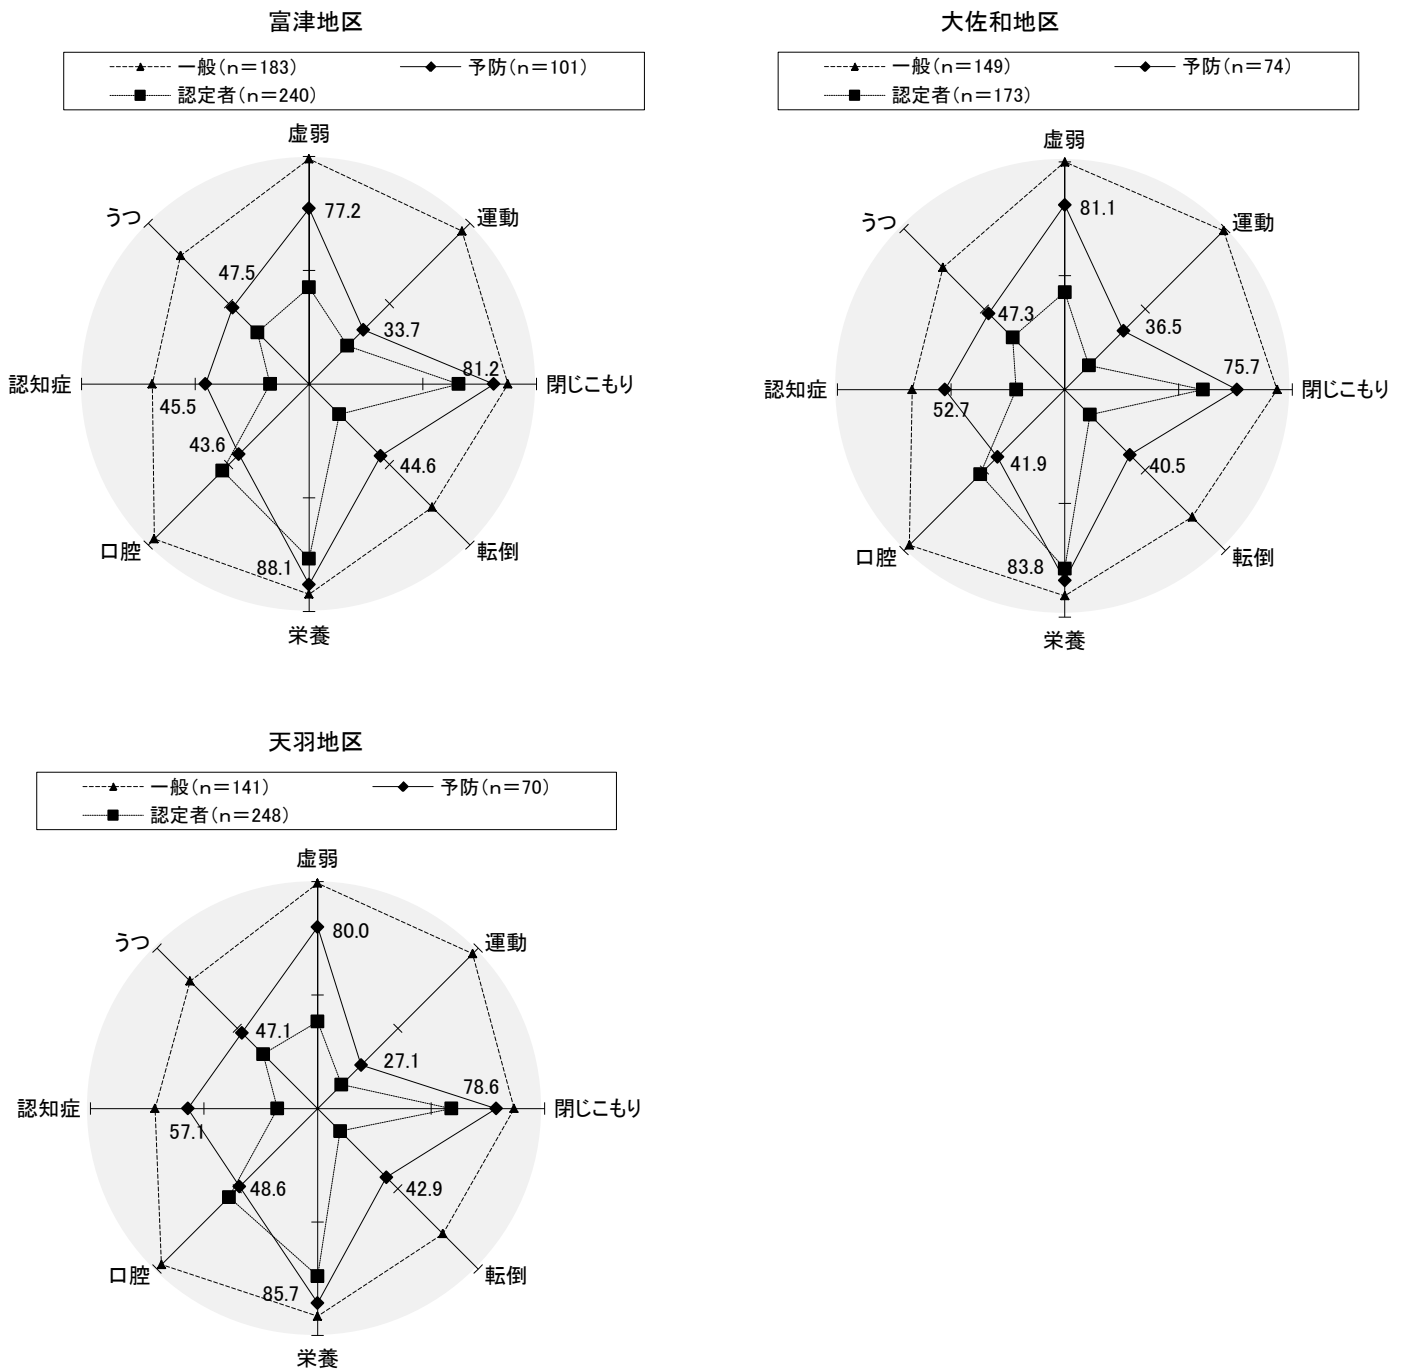 富津地区
一般(n=183)
予防(n=101)
認定者(n=240)
虚弱
運動
閉じこもり
転倒
栄養
口腔
認知症
うつ
77.2
33.7
81.2
44.6
88.1
43.6
45.5
47.5
大佐和地区
一般(n=149)
予防(n=74)
認定者(n=173)
虚弱
運動
閉じこもり
転倒
栄養
口腔
認知症
うつ
81.1
36.5
75.7
40.5
83.8
41.9
52.7
47.3
天羽地区
一般(n=141)
予防(n=70)
認定者(n=248)
虚弱
運動
閉じこもり
転倒
栄養
口腔
認知症
うつ
80.0
27.1
78.6
42.9
85.7
48.6
57.1
47.1